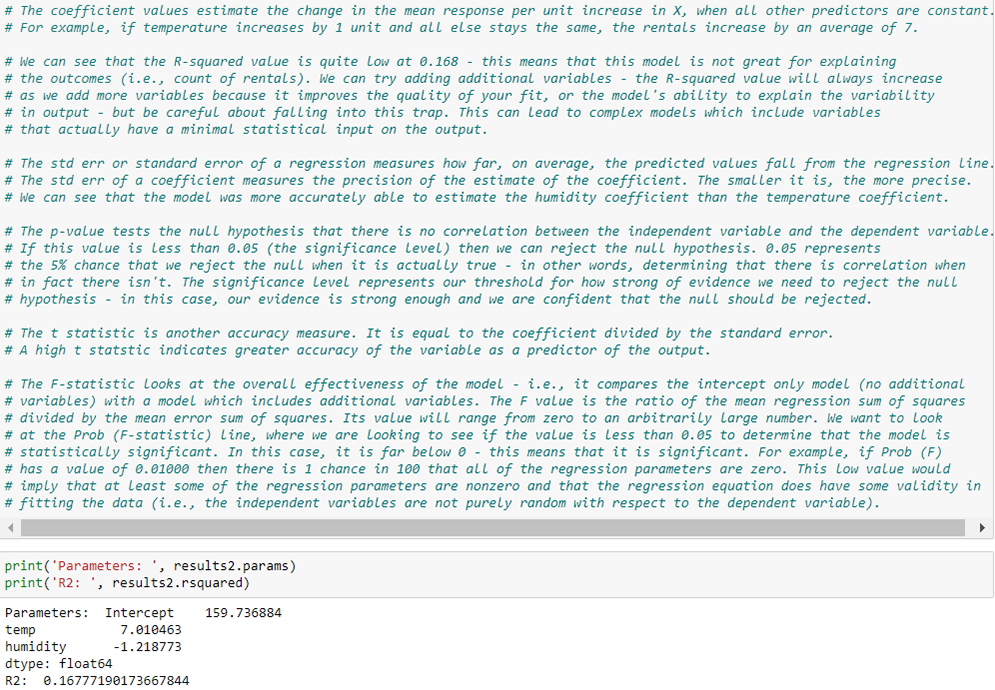 # The coefficient values estimate the change in the mean response per unit increase in X, when all other predictors are constant.
# For example, if temperature increases by 1 unit and all else stays the same, the rentals increase by an average of 7.
# We can see that the R-squared value is quite low at 0.168 - this means that this model is not great for explaining
# the outcomes (i.e., count of rentals). We can try adding additional variables - the R-squared value will always increase
# as we add more variables because it improves the quality of your fit, or the model's ability to explain the variability
# in output - but be careful about falling into this trap. This can lead to complex models which include variables
# that actually have a minimal statistical input on the output.
# The std err or standard error of a regression measures how far, on average, the predicted values fall from the regression line.
# The std err of a coefficient measures the precision of the estimate of the coefficient. The smaller it is, the more precise.
# We can see that the model was more accurately able to estimate the humidity coefficient than the temperature coefficient.
# The p-value tests the null hypothesis that there is no correlation between the independent variable and the dependent variable.
# If this value is less than 0.05 (the significance level) then we can reject the null hypothesis. 0.05 represents
# the 5% chance that we reject the null when it is actually true - in other words, determining that there is correlation when
# in fact there isn't. The significance level represents our threshold for how strong of evidence we need to reject the null
# hypothesis - in this case, our evidence is strong enough and we are confident that the null should be rejected.
# The t statistic is another accuracy measure. It is equal to the coefficient divided by the standard error.
# A high t statstic indicates greater accuracy of the variable as a predictor of the output.
# The F-statistic looks at the overall effectiveness of the model - i.e., it compares the intercept only model (no additional
# variables) with a model which includes additional variables. The F value is the ratio of the mean regression sum of squares
# divided by the mean error sum of squares. Its value will range from zero to an arbitrarily large number. We want to look
# at the Prob (F-statistic) line, where we are looking to see if the value is less than 0.05 to determine that the model is
# statistically significant. In this case, it is far below 0 - this means that it is significant. For example, if Prob (F)
# has a value of 0.01000 then there is 1 chance in 100 that all of the regression parameters are zero. This low value would
# imply that at least some of the regression parameters are nonzero and that the regression equation does have some validity in
# fitting the data (i.e., the independent variables are not purely random with respect to the dependent variable).
print('Parameters: ', results2.params)
print('R2: ', results2.rsquared)
Parameters:  Intercept    159.736884
temp           7.010463
humidity      -1.218773
dtype: float64
R2:  0.16777190173667844